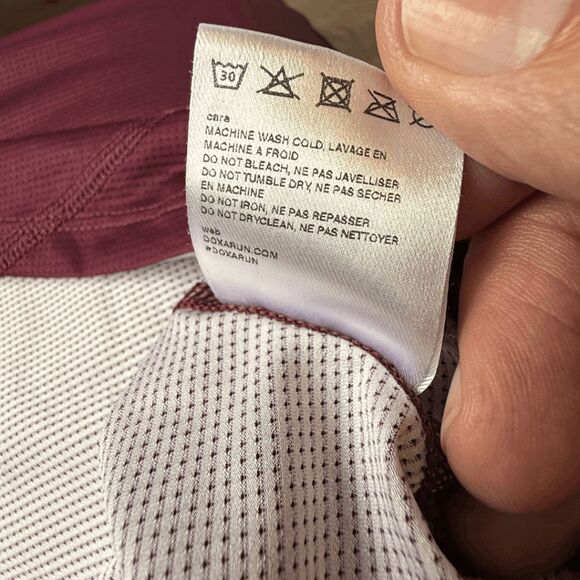 30
care
MACHINE WASH COLD, LAVAGE EN
MACHINE A FROID
DO NOT BLEACH, NE PAS JAVELLISER
DO NOT TUMBLE DRY, NE PAS SECHER
EN MACHINE
DO NOT IRON, NE PAS REPASSER
DO NOT DRYCLEAN, NE PAS NETTOYER
web
DOXARUN.COM
#DOXARUN